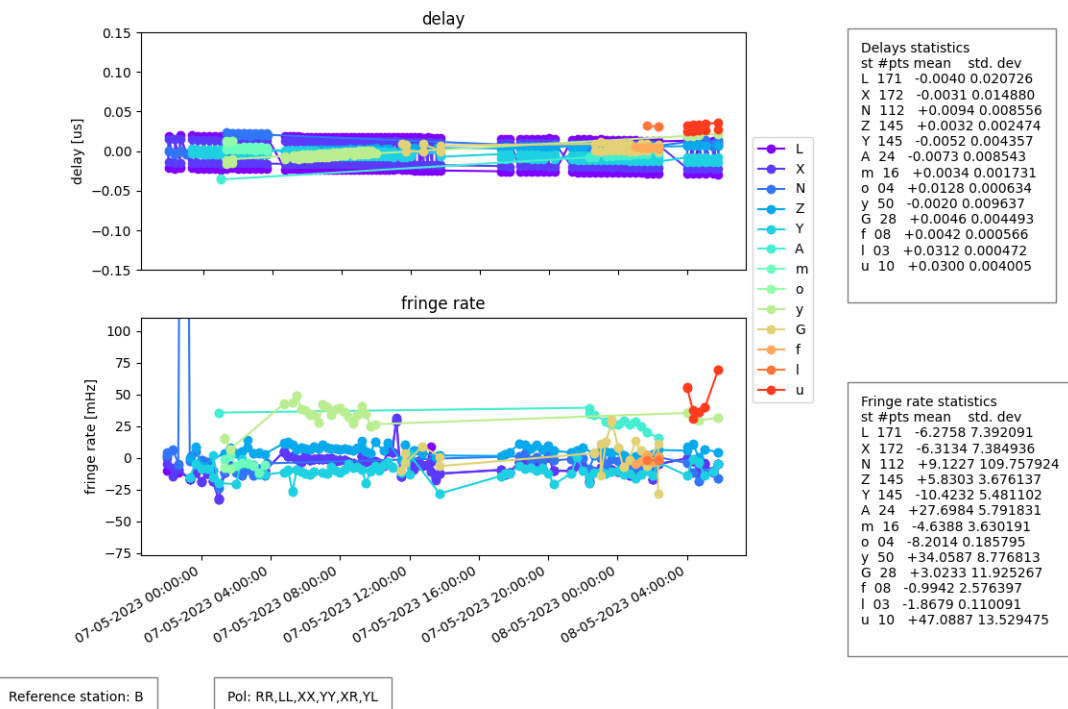 delay
0.15
0.10
0.05
0.00
−0.05
−0.10
−0.15
delay [us]
fringe rate
100
75
50
25
0
−25
−50
−75
fringe rate [mHz]
07-05-2023 00:00:00
07-05-2023 04:00:00
07-05-2023 08:00:00
07-05-2023 12:00:00
07-05-2023 16:00:00
07-05-2023 20:00:00
08-05-2023 00:00:00
08-05-2023 04:00:00
L
X
N
Z
Y
A
m
o
y
G
f
l
u
Delays statistics
st #pts mean std. dev
L 171 -0.0040 0.020726
X 172 -0.0031 0.014880
N 112 +0.0094 0.008556
Z 145 +0.0032 0.002474
Y 145 -0.0052 0.004357
A 24 -0.0073 0.008543
m 16 +0.0034 0.001731
o 04 +0.0128 0.000634
y 50 -0.0020 0.009637
G 28 +0.0046 0.004493
f 08 +0.0042 0.000566
l 03 +0.0312 0.000472
u 10 +0.0300 0.004005
Fringe rate statistics
st #pts mean std. dev
L 171 -6.2758 7.392091
X 172 -6.3134 7.384936
N 112 +9.1227 109.757924
Z 145 +5.8303 3.676137
Y 145 -10.4232 5.481102
A 24 +27.6984 5.791831
m 16 -4.6388 3.630191
o 04 -8.2014 0.185795
y 50 +34.0587 8.776813
G 28 +3.0233 11.925267
f 08 -0.9942 2.576397
l 03 -1.8679 0.110091
u 10 +47.0887 13.529475
Reference station: B
Pol: RR,LL,XX,YY,XR,YL